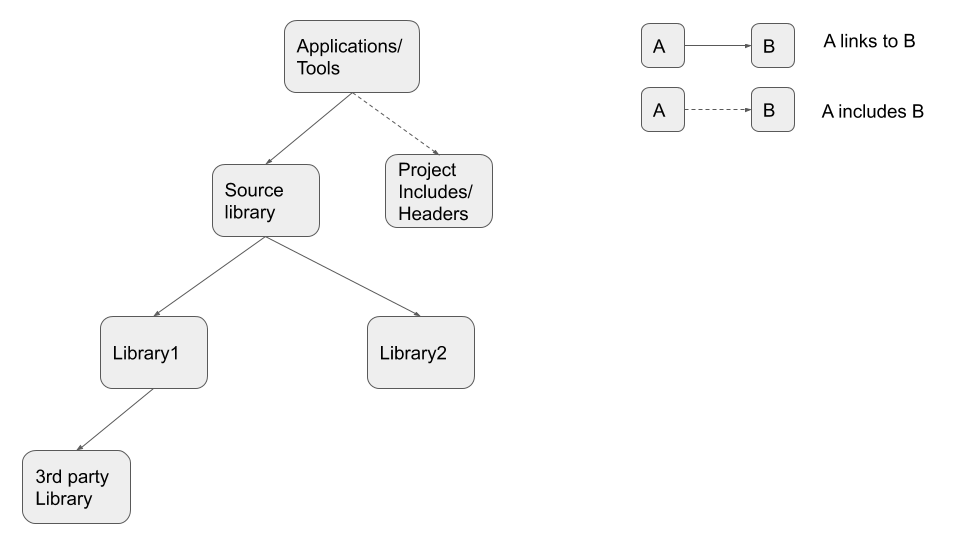 Applications/
Tools
A
B
A links to B
A
B
A includes B
Project
Includes/
Headers
Source
library
Library1
Library2
3rd party
Library